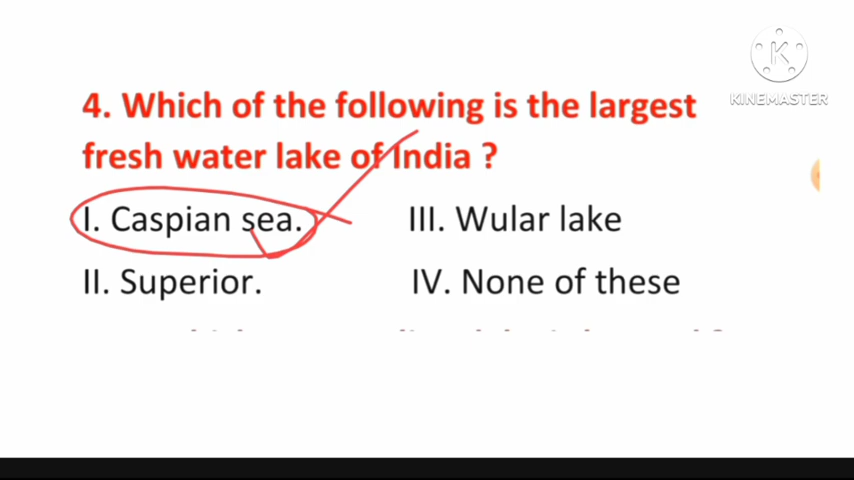 K
KINEMASTER
4. Which of the following is the largest
fresh water lake of India ?
I. Caspian sea. III. Wular lake
II. Superior. IV. None of these